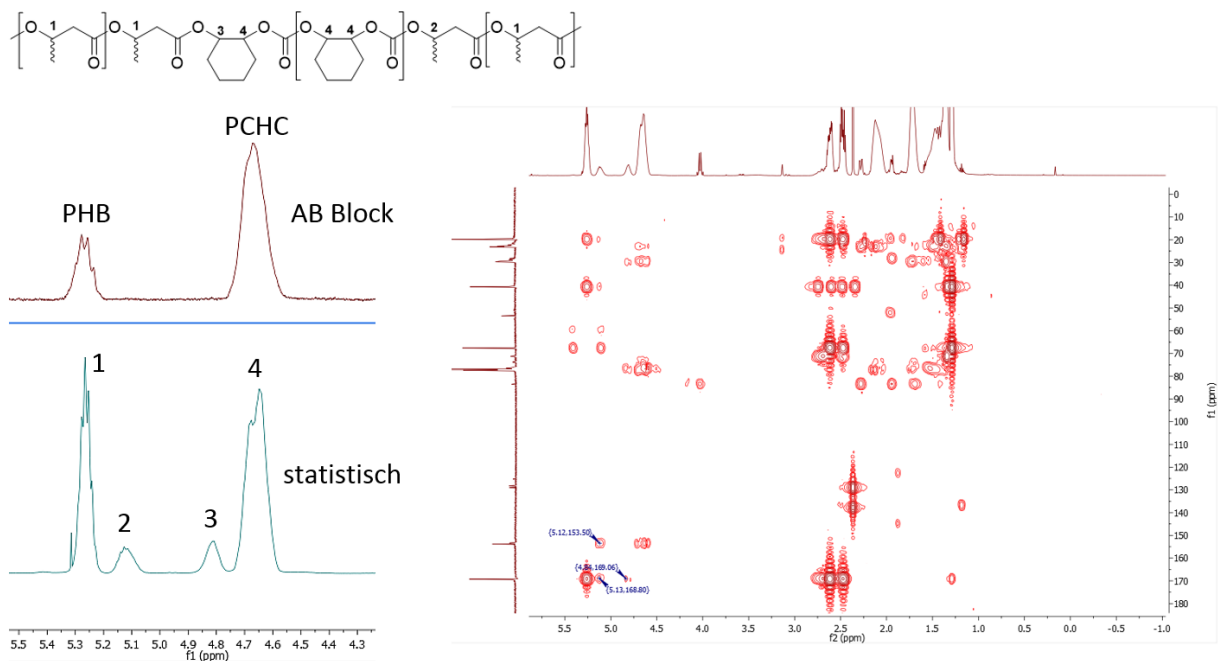 O 1 O O 1 O O 3 4 O O O 4 4 O O O 2 O 1 O
O O O O O O
PCHC
PHB
AB Block
1
4
statistisch
2
3
5.5 5.4 5.3 5.2 5.1 5.0 4.9 4.8 4.7 4.6 4.5 4.4 4.3
f1 (ppm)
0
10
20
30
40
50
60
70
80
90
100
110
120
130
140
150
160
170
180
f1 (ppm)
{5.12,153.50}
{4.84,169.06}
{5.13,168.80}
5.5 5.0 4.5 4.0 3.5 3.0 2.5 2.0 1.5 1.0 0.5 0.0 -0.5 -1.0
f2 (ppm)